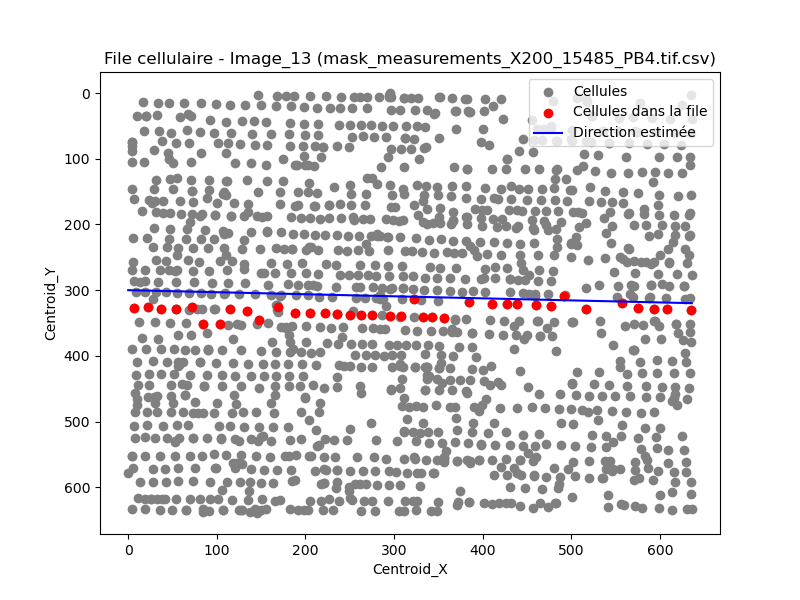 File cellulaire - Image_13 (mask_measurements_X200_15485_PB4.tif.csv)
Cellules
Cellules dans la file
Direction estimée
0
100
200
300
400
500
600
Centroid_Y
0 100 200 300 400 500 600
Centroid_X